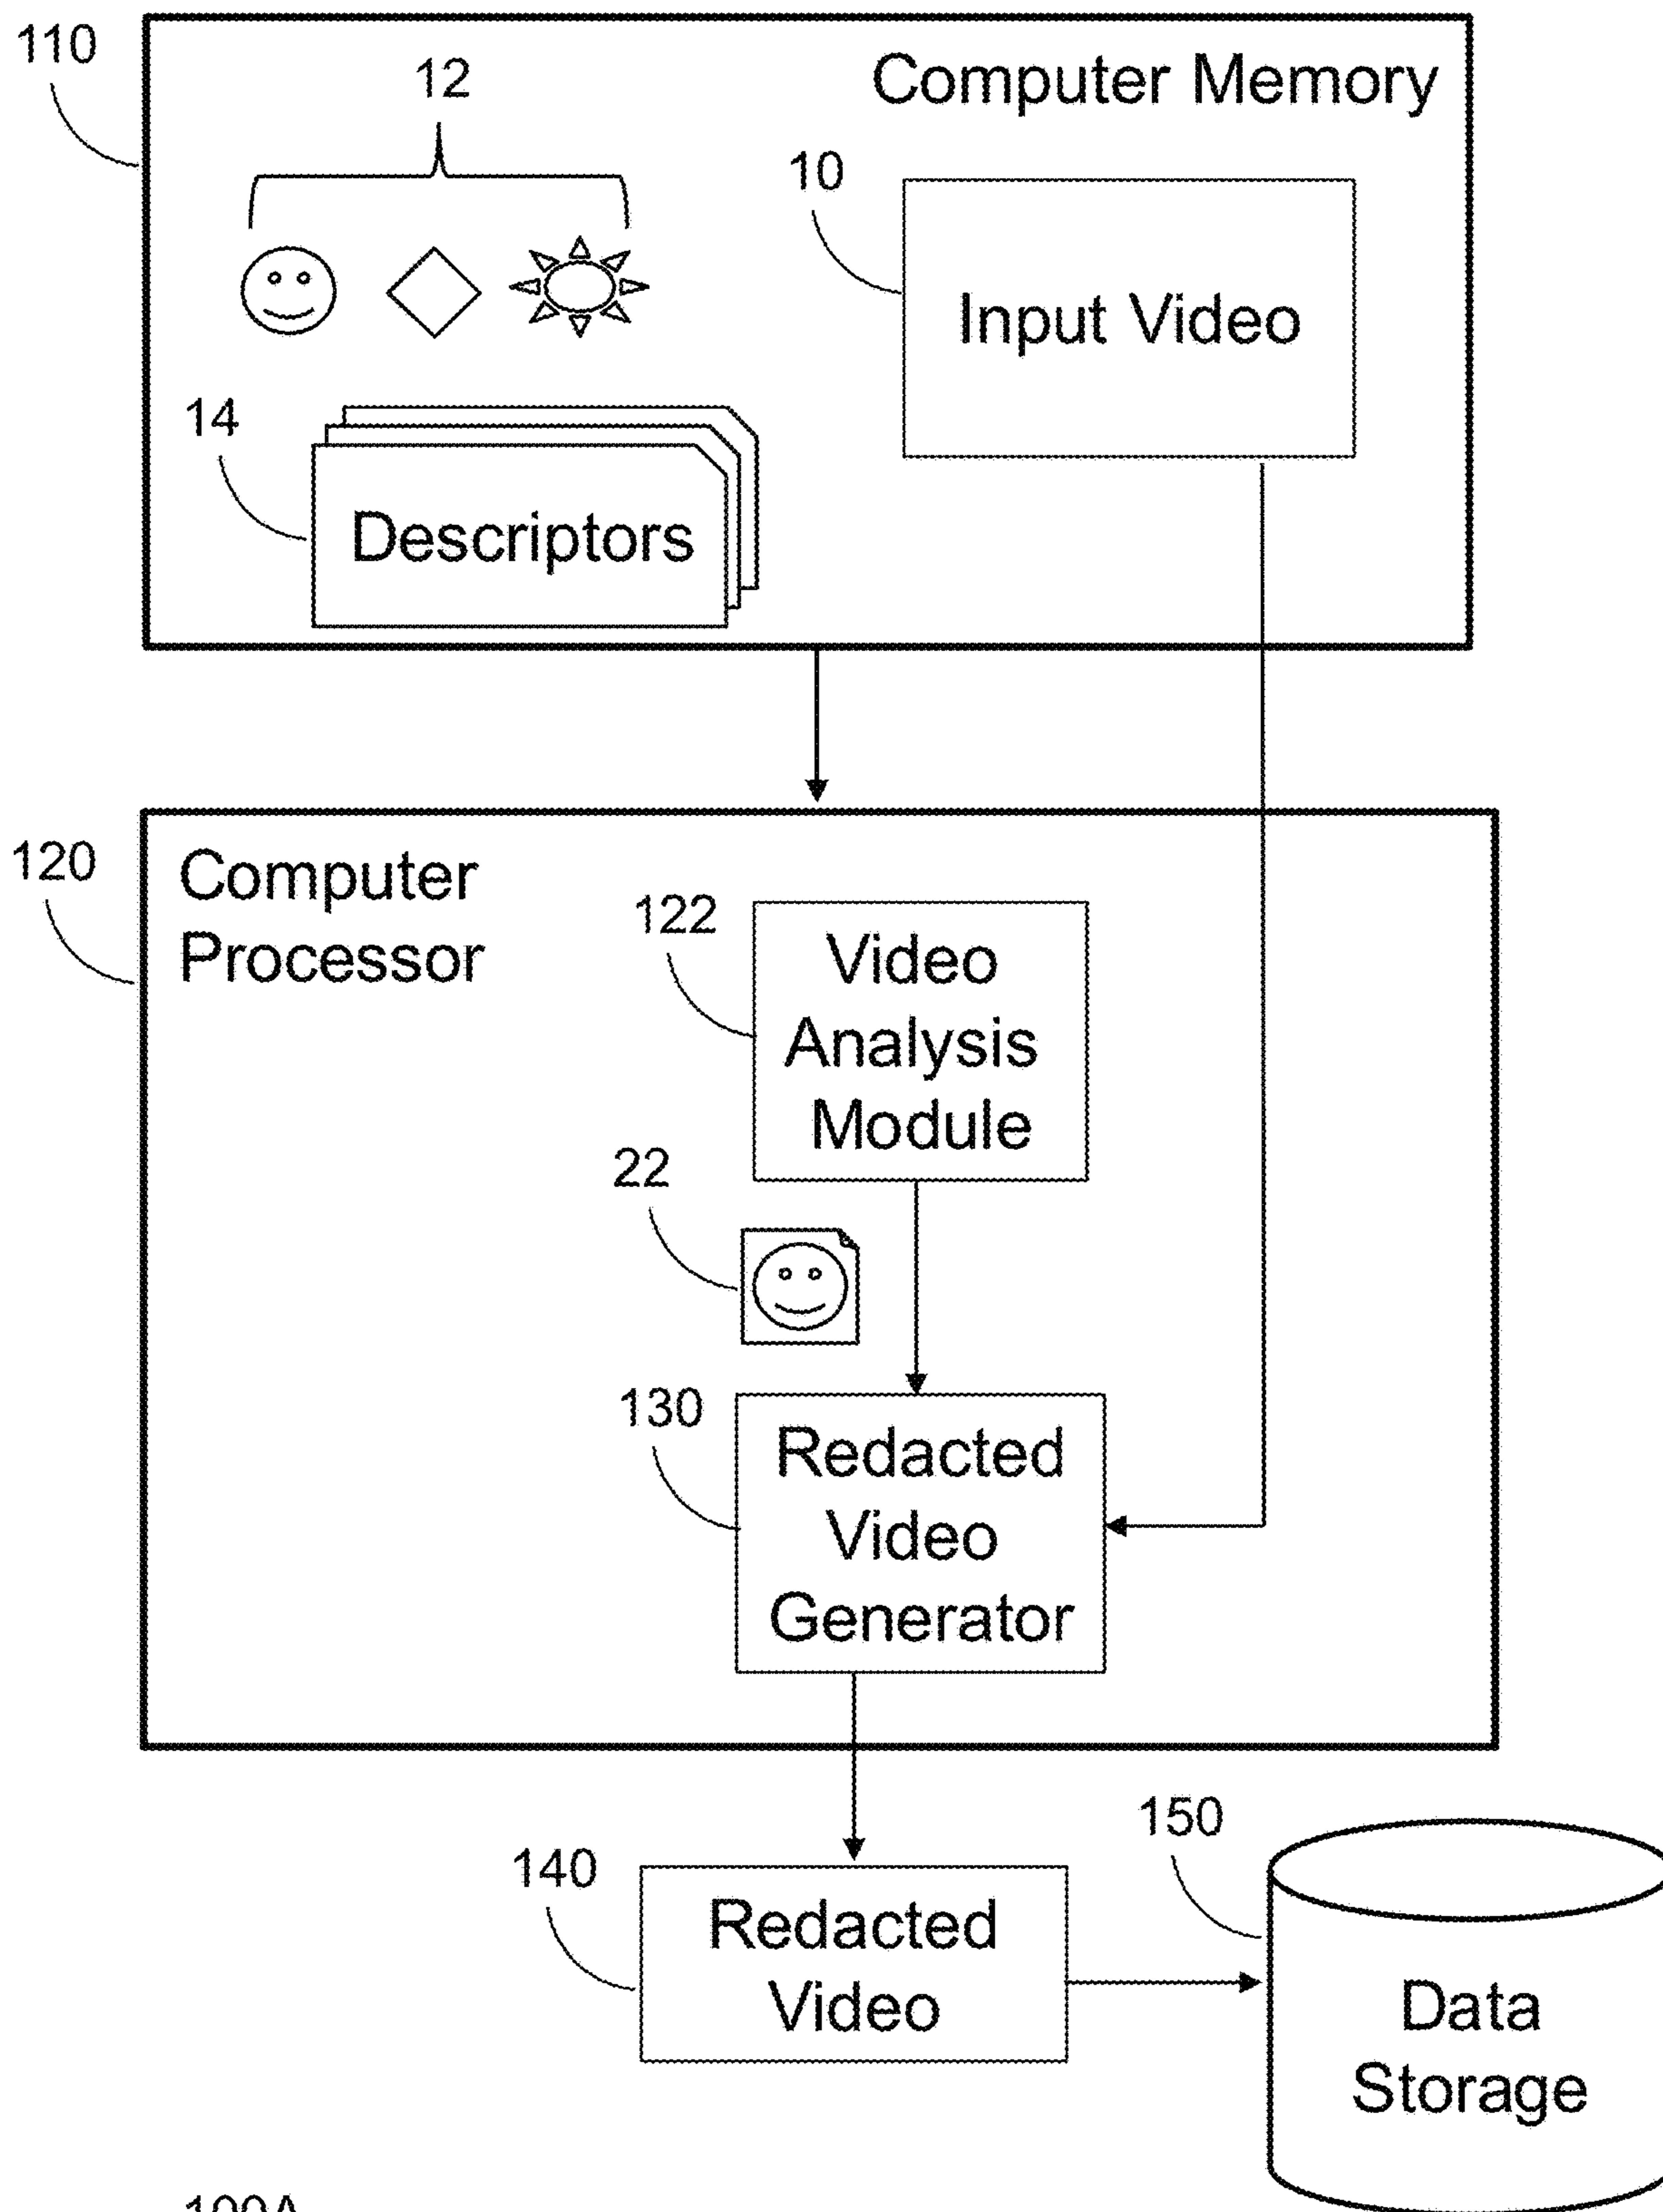 110
12
Computer Memory
10
Input Video
14
Descriptors
120
Computer
Processor
122
Video
Analysis
Module
22
130
Redacted
Video
Generator
150
140
Redacted
Video
Data
Storage
100A